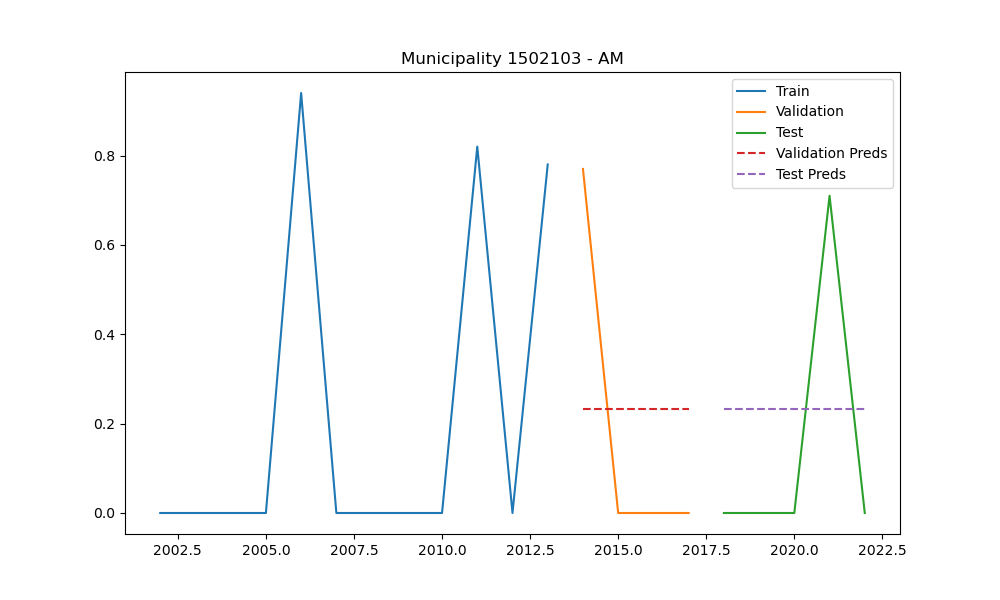 Municipality 1502103 - AM
Train
Validation
Test
Validation Preds
Test Preds
0.8
0.6
0.4
0.2
0.0
2002.5 2005.0 2007.5 2010.0 2012.5 2015.0 2017.5 2020.0 2022.5